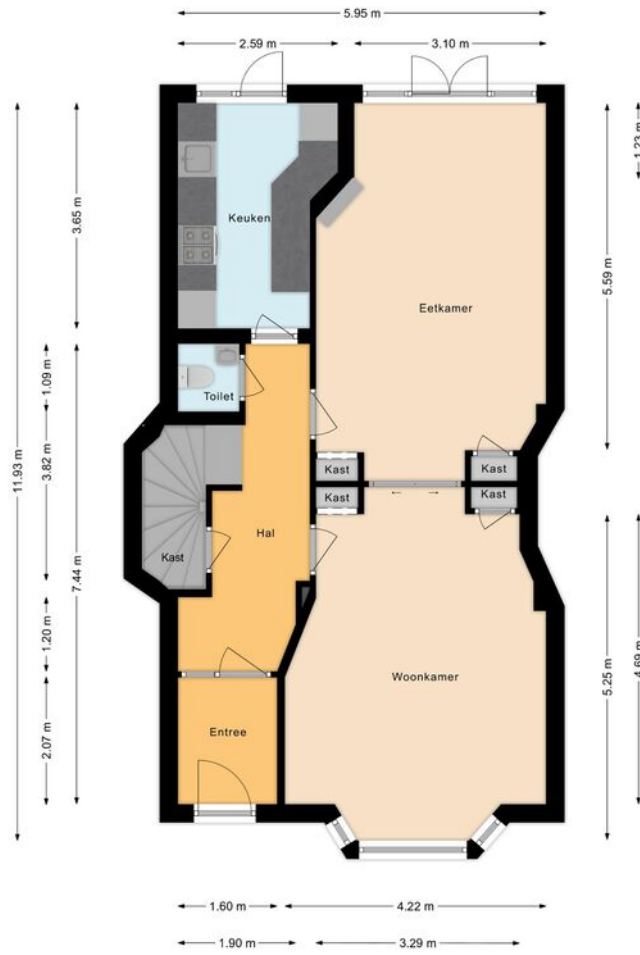 5.95 m
2.59 m
3.10 m
11.93 m
3.65 m
1.09 m
3.82 m
7.44 m
1.20 m
2.07 m
1.23 m
5.59 m
5.25 m
4.69 m
Keuken
Eetkamer
Toilet
Kast
Kast
Kast
Kast
Hal
Kast
Woonkamer
Entree
1.60 m
4.22 m
1.90 m
3.29 m